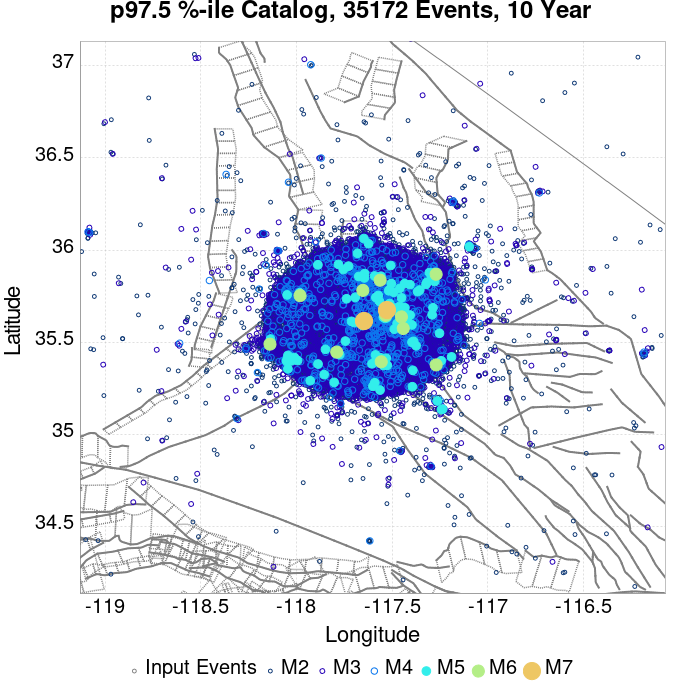 p97.5 %-ile Catalog, 35172 Events, 10 Year
37
36.5
36
35.5
35
34.5
Latitude
-119 -118.5 -118 -117.5 -117 -116.5
Longitude
Input Events M2 M3 M4 M5 M6 M7